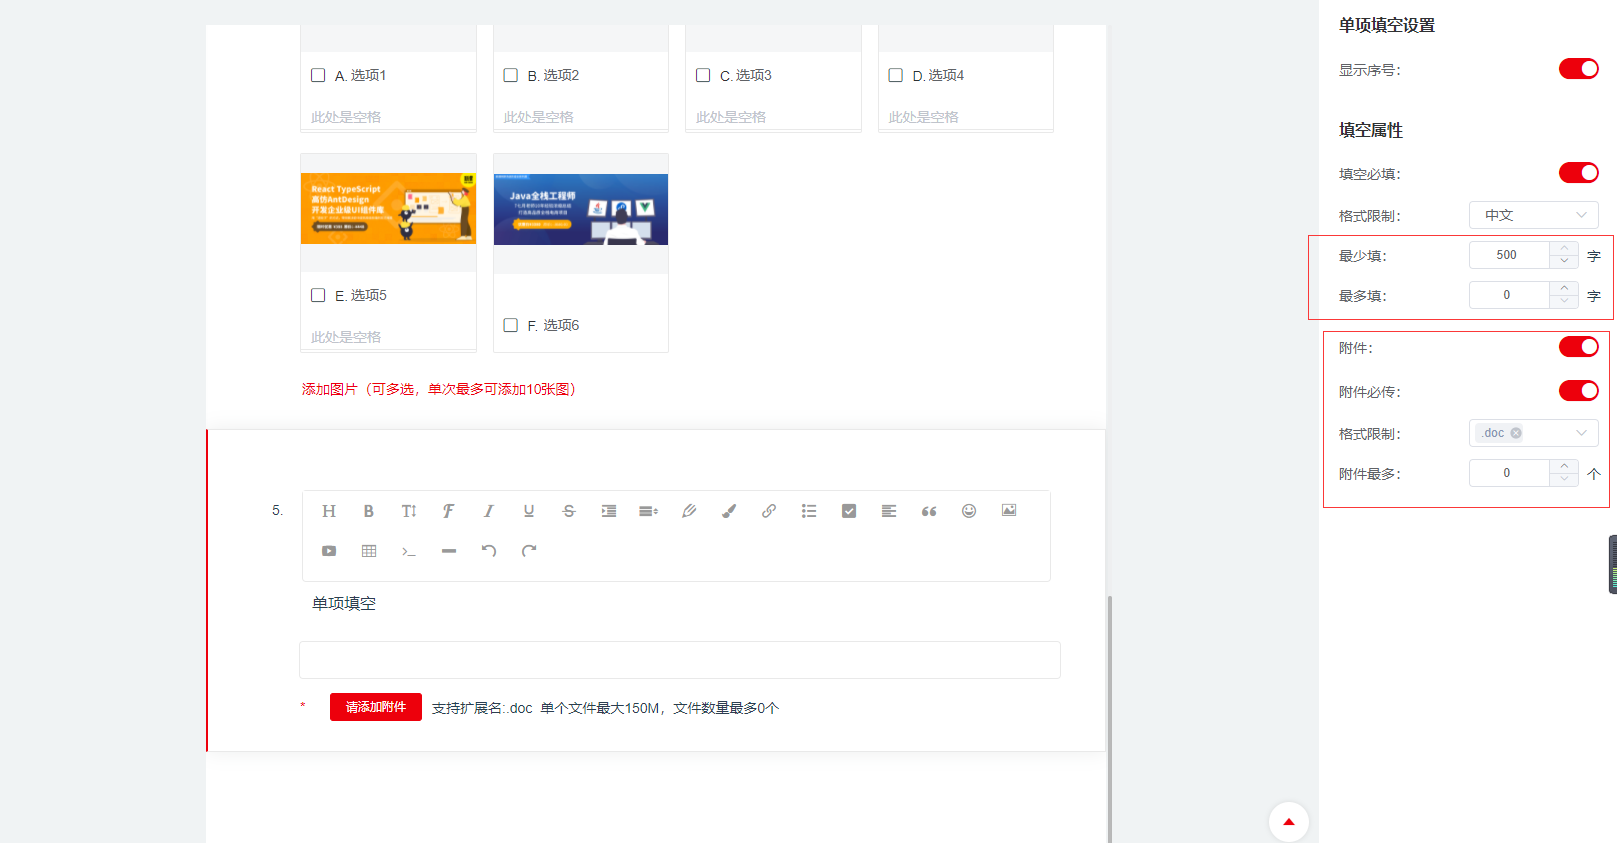 A. 选项1
B. 选项2
C. 选项3
D. 选项4
此处是空格
此处是空格
此处是空格
此处是空格
React TypeScript
高仿AntDesign
开发企业级UI组件库
Java全栈工程师
E. 选项5
此处是空格
F. 选项6
添加图片（可多选，单次最多可添加10张图）
5.
单项填空
* 请添加附件 支持扩展名:.doc 单个文件最大150M，文件数量最多0个
单项填空设置
显示序号：
填空属性
填空必填：
格式限制： 中文
最少填： 500 字
最多填： 0 字
附件：
附件必传：
格式限制： .doc
附件最多： 0 个